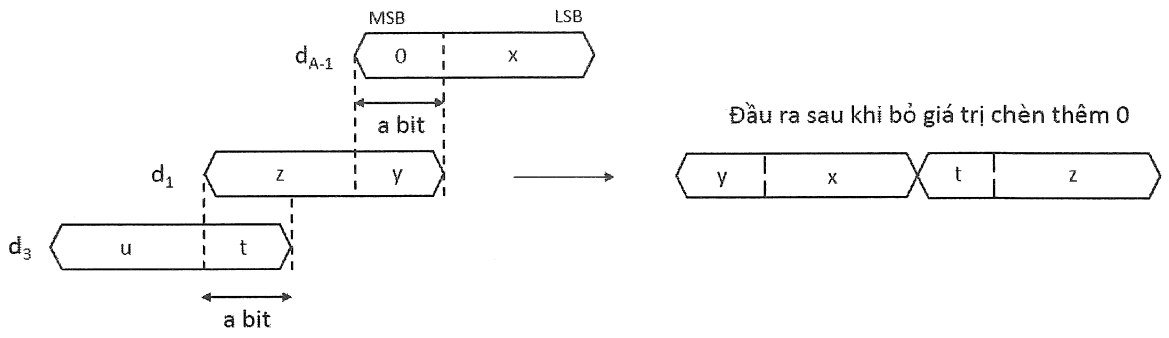 MSB LSB
d_{A-1} 0 x
a bit
Đầu ra sau khi bỏ giá trị chèn thêm 0
d_1 z y
y x t z
d_3 u t
a bit